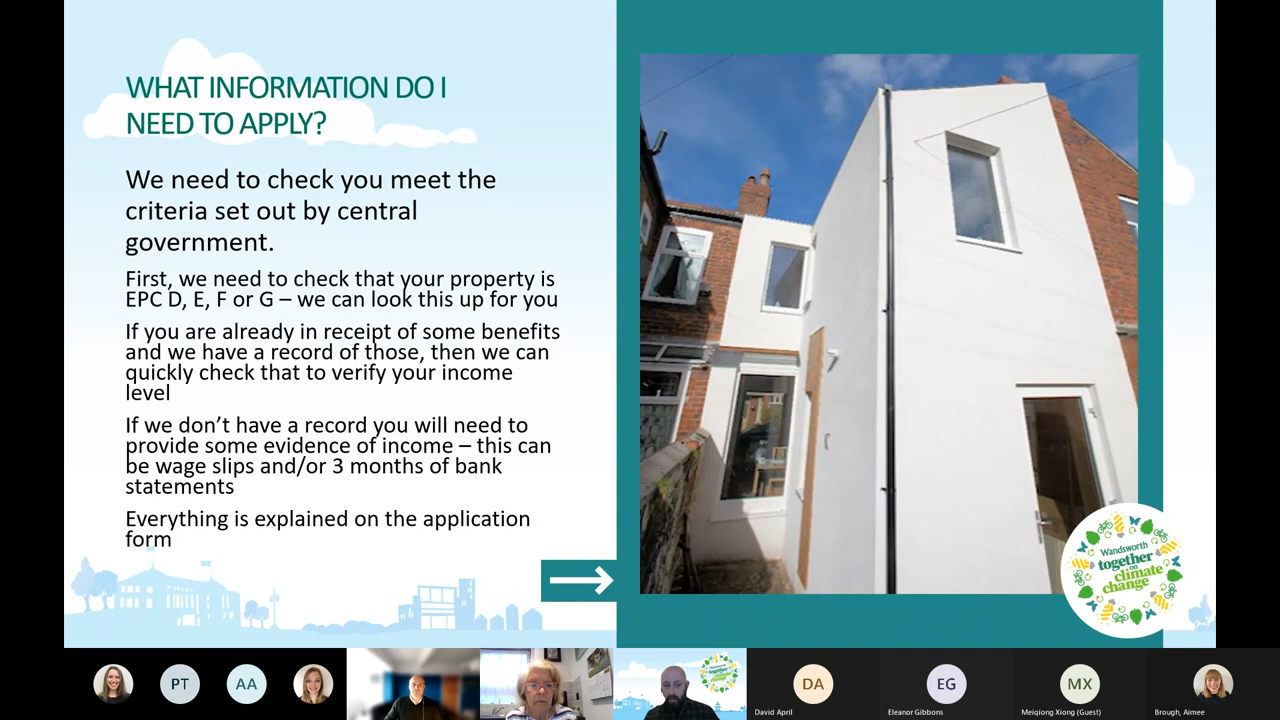 WHAT INFORMATION DO I
NEED TO APPLY?
We need to check you meet the
criteria set out by central
government.
First, we need to check that your property is
EPC D, E, F or G – we can look this up for you
If you are already in receipt of some benefits
and we have a record of those, then we can
quickly check that to verify your income
level
If we don’t have a record you will need to
provide some evidence of income – this can
be wage slips and/or 3 months of bank
statements
Everything is explained on the application
form
Wandsworth
together
on
climate
change
PT
AA
DA
David April
EG
Eleanor Gibbons
MX
Meiqiong Xiong (Guest)
Brough, Aimee